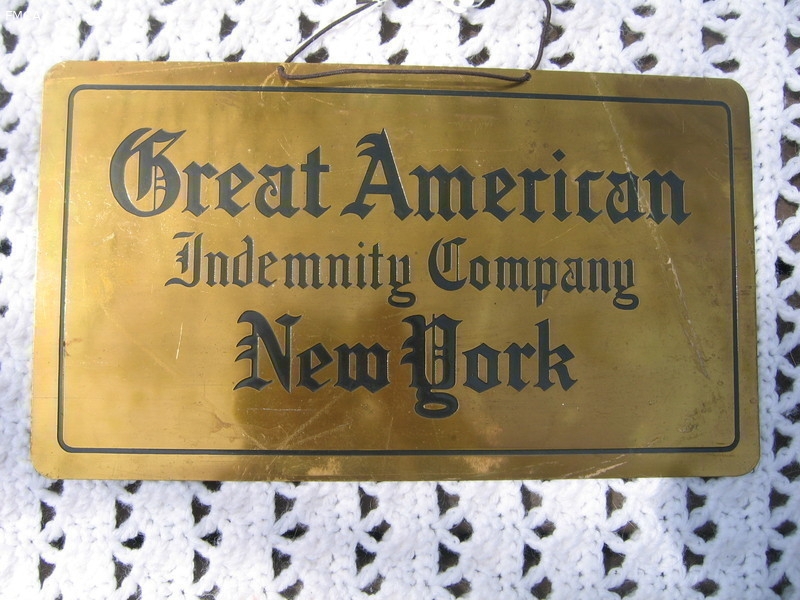 Great American
Indemnity Company
New York